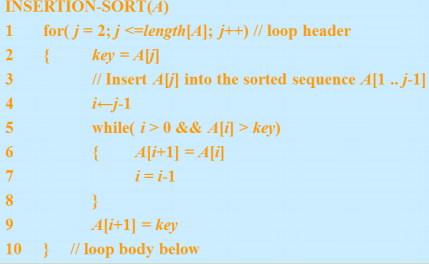 INSERTION-SORT(A)
1 for( j = 2; j <=length[A]; j++) // loop header
2 { key = A[j]
3 // Insert A[j] into the sorted sequence A[1 .. j-1]
4 i←j-1
5 while( i > 0 && A[i] > key)
6 { A[i+1] = A[i]
7 i = i-1
8 }
9 A[i+1] = key
10 } // loop body below